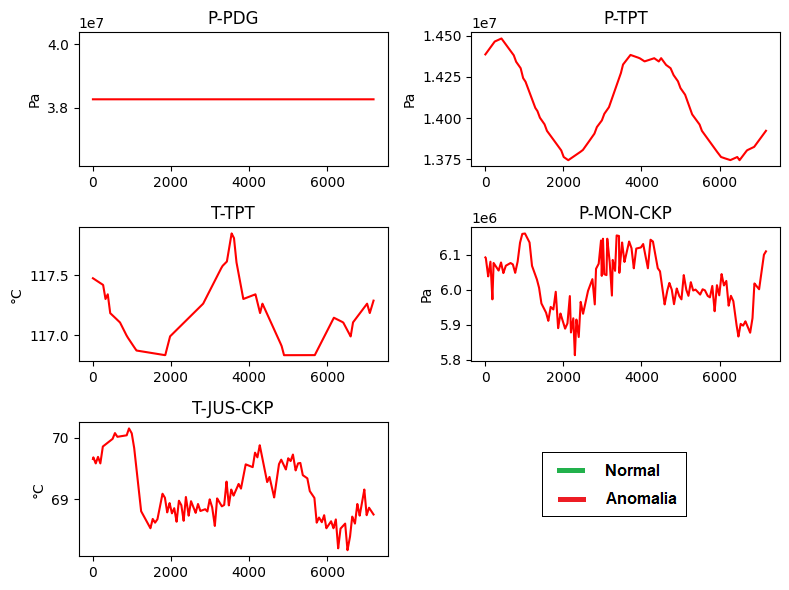 P-PDG
1e7
4.0
3.8
Pa
0 2000 4000 6000
P-TPT
1e7
1.450
1.425
1.400
1.375
Pa
0 2000 4000 6000
T-TPT
117.5
117.0
°C
0 2000 4000 6000
P-MON-CKP
1e6
6.1
6.0
5.9
5.8
Pa
0 2000 4000 6000
T-JUS-CKP
70
69
°C
0 2000 4000 6000
Normal
Anomalia